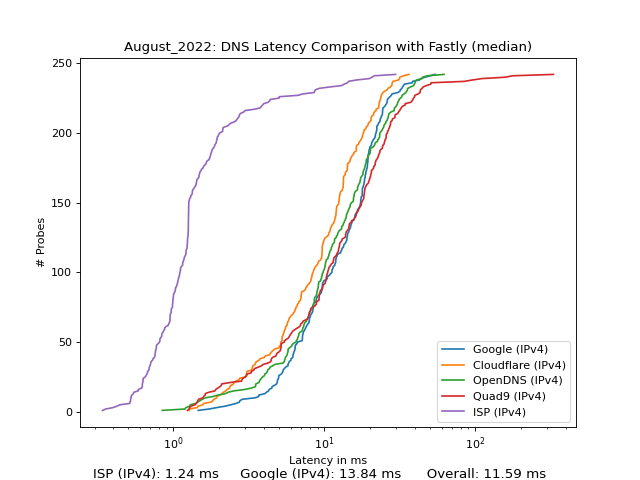 August_2022: DNS Latency Comparison with Fastly (median)
250
200
150
100
50
0
# Probes
Google (IPv4)
Cloudflare (IPv4)
OpenDNS (IPv4)
Quad9 (IPv4)
ISP (IPv4)
10⁰ 10¹ 10²
Latency in ms
ISP (IPv4): 1.24 ms Google (IPv4): 13.84 ms Overall: 11.59 ms